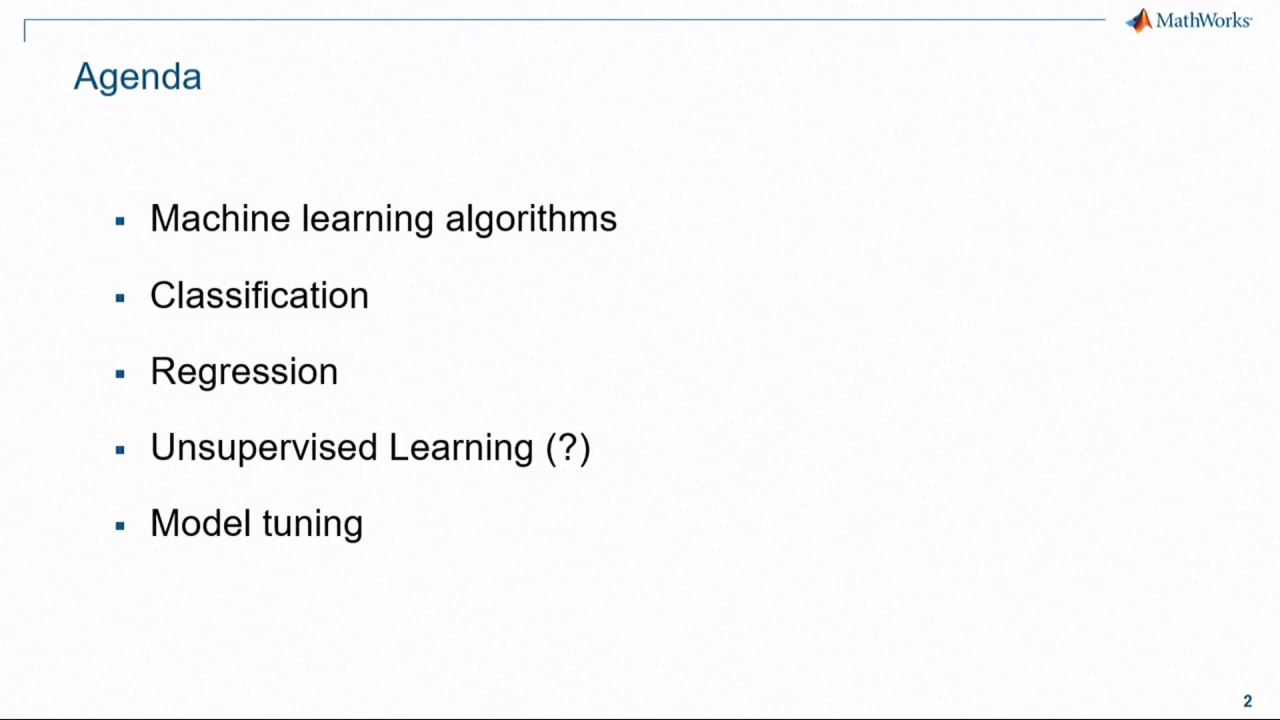 MathWorks
Agenda
Machine learning algorithms
Classification
Regression
Unsupervised Learning (?)
Model tuning
2